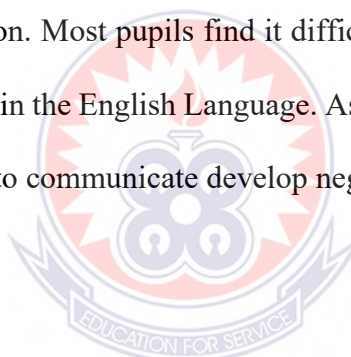 on. Most pupils find it diffic
in the English Language. As
to communicate develop neg
EDUCATION FOR SERVICE